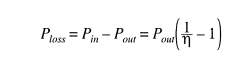 P_loss = P_in − P_out = P_out(1/η − 1)